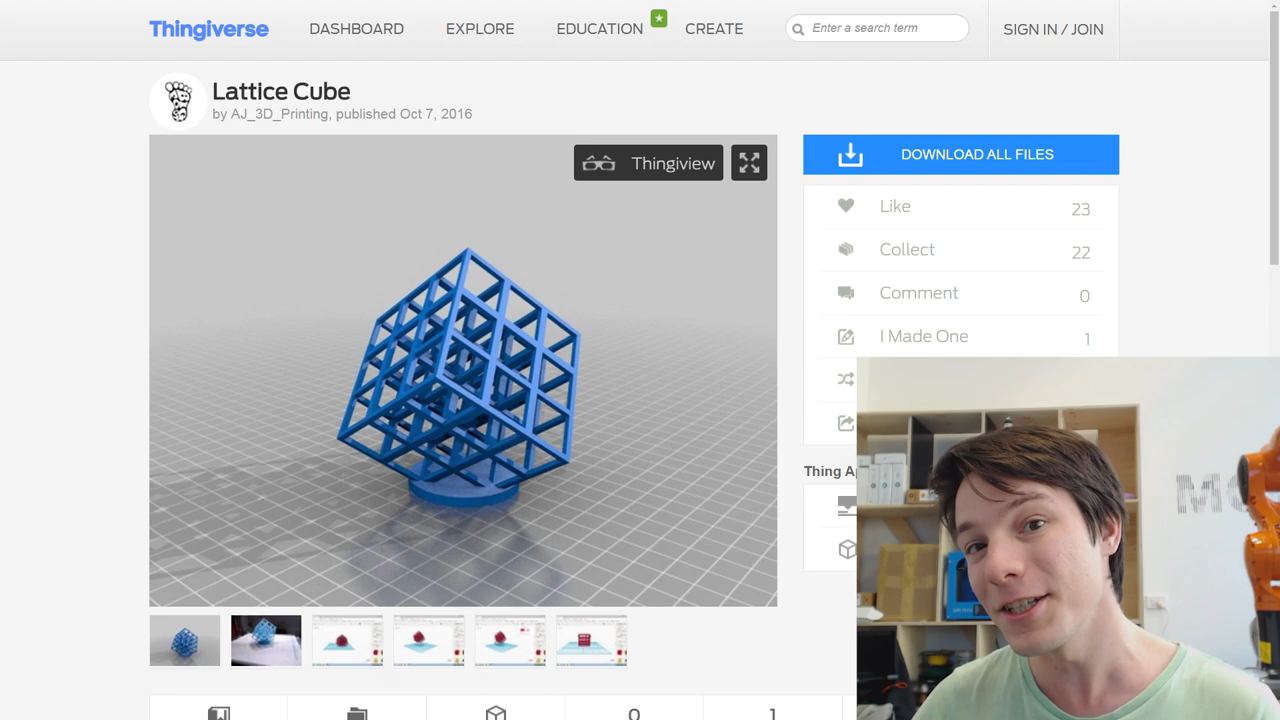 Thingiverse
DASHBOARD
EXPLORE
EDUCATION
CREATE
Enter a search term
SIGN IN / JOIN
Lattice Cube
by AJ_3D_Printing, published Oct 7, 2016
Thingiview
DOWNLOAD ALL FILES
Like 23
Collect 22
Comment 0
I Made One 1
Thing Ap
0
1